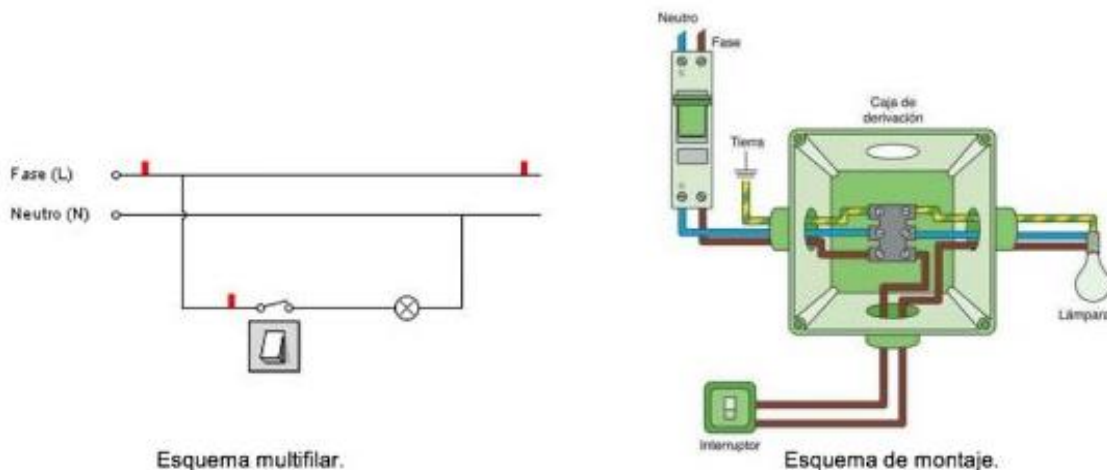 Fase (L)
Neutro (N)
Esquema multifilar.
Neutro
Fase
Caja de
derivación
Tierra
Lámpara
Interruptor
Esquema de montaje.